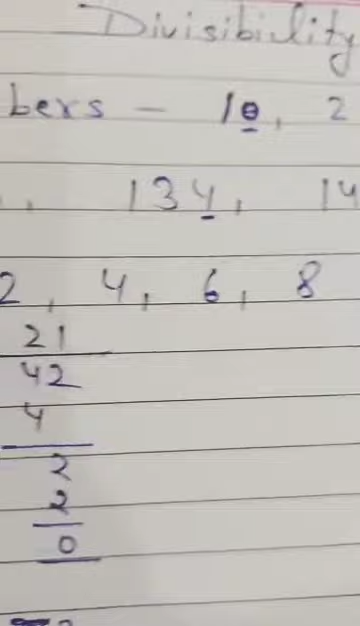 Divisibility
bers - 10, 2
, 134, 14
2, 4, 6, 8
21
42
4
2
2
0